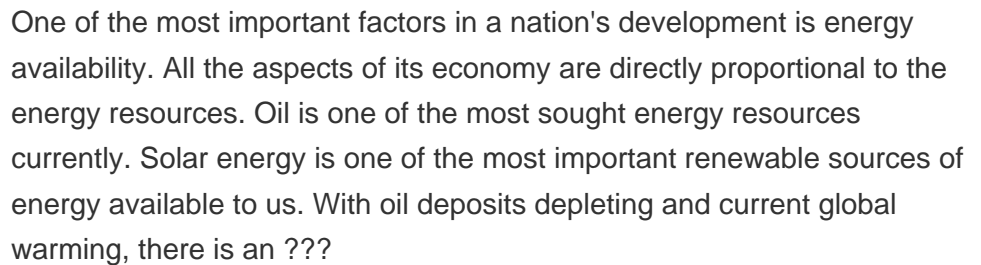 One of the most important factors in a nation's development is energy
availability. All the aspects of its economy are directly proportional to the
energy resources. Oil is one of the most sought energy resources
currently. Solar energy is one of the most important renewable sources of
energy available to us. With oil deposits depleting and current global
warming, there is an ???